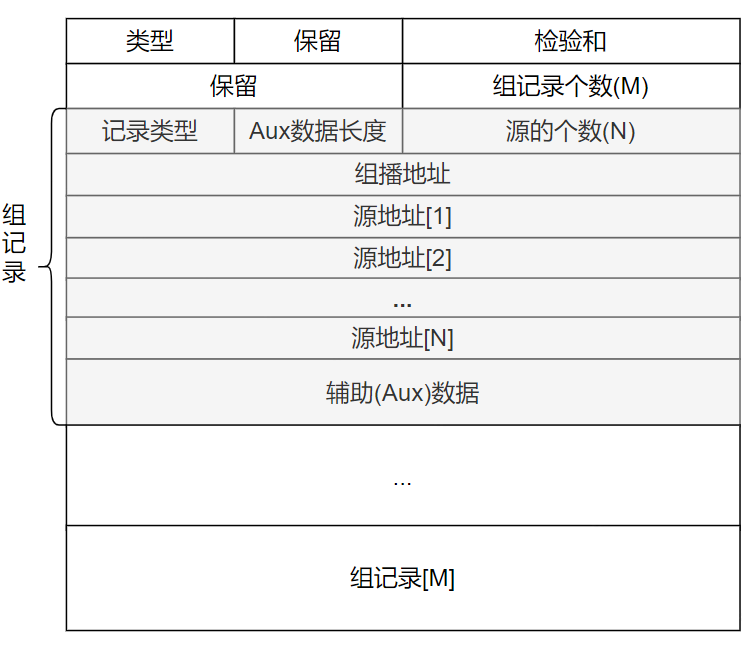 类型 保留 检验和
保留 组记录个数(M)
记录类型 Aux数据长度 源的个数(N)
组播地址
源地址[1]
源地址[2]
...
源地址[N]
辅助(Aux)数据
组记录
...
组记录[M]